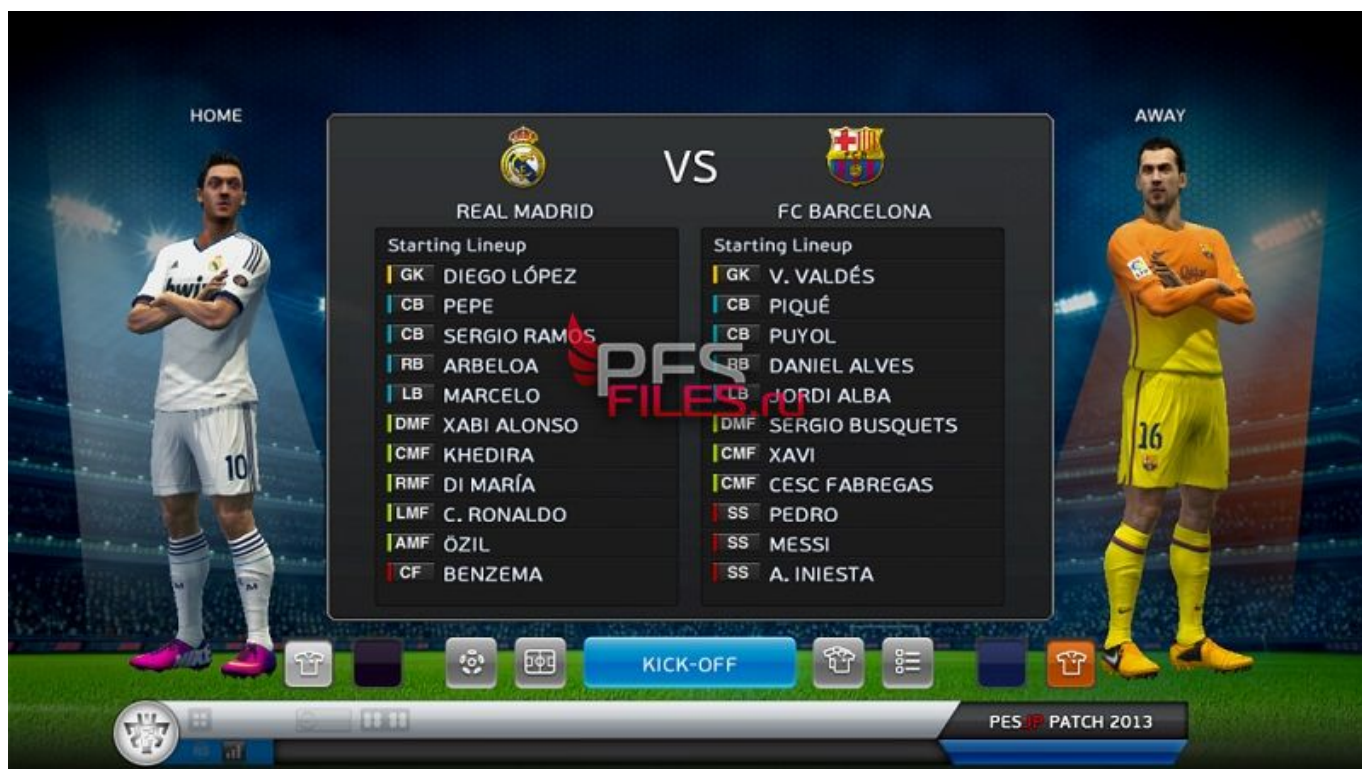 HOME
AWAY
VS
REAL MADRID
FC BARCELONA
Starting Lineup
GK DIEGO LÓPEZ
CB PEPE
CB SERGIO RAMOS
RB ARBELOA
LB MARCELO
DMF XABI ALONSO
CMF KHEDIRA
RMF DI MARÍA
LMF C. RONALDO
AMF ÖZIL
CF BENZEMA
Starting Lineup
GK V. VALDÉS
CB PIQUÉ
CB PUYOL
RB DANIEL ALVES
LB JORDI ALBA
DMF SERGIO BUSQUETS
CMF XAVI
CMF CESC FABREGAS
SS PEDRO
SS MESSI
SS A. INIESTA
PFS
FILES.ru
bwin
10
Qatar
16
KICK-OFF
PESJP PATCH 2013